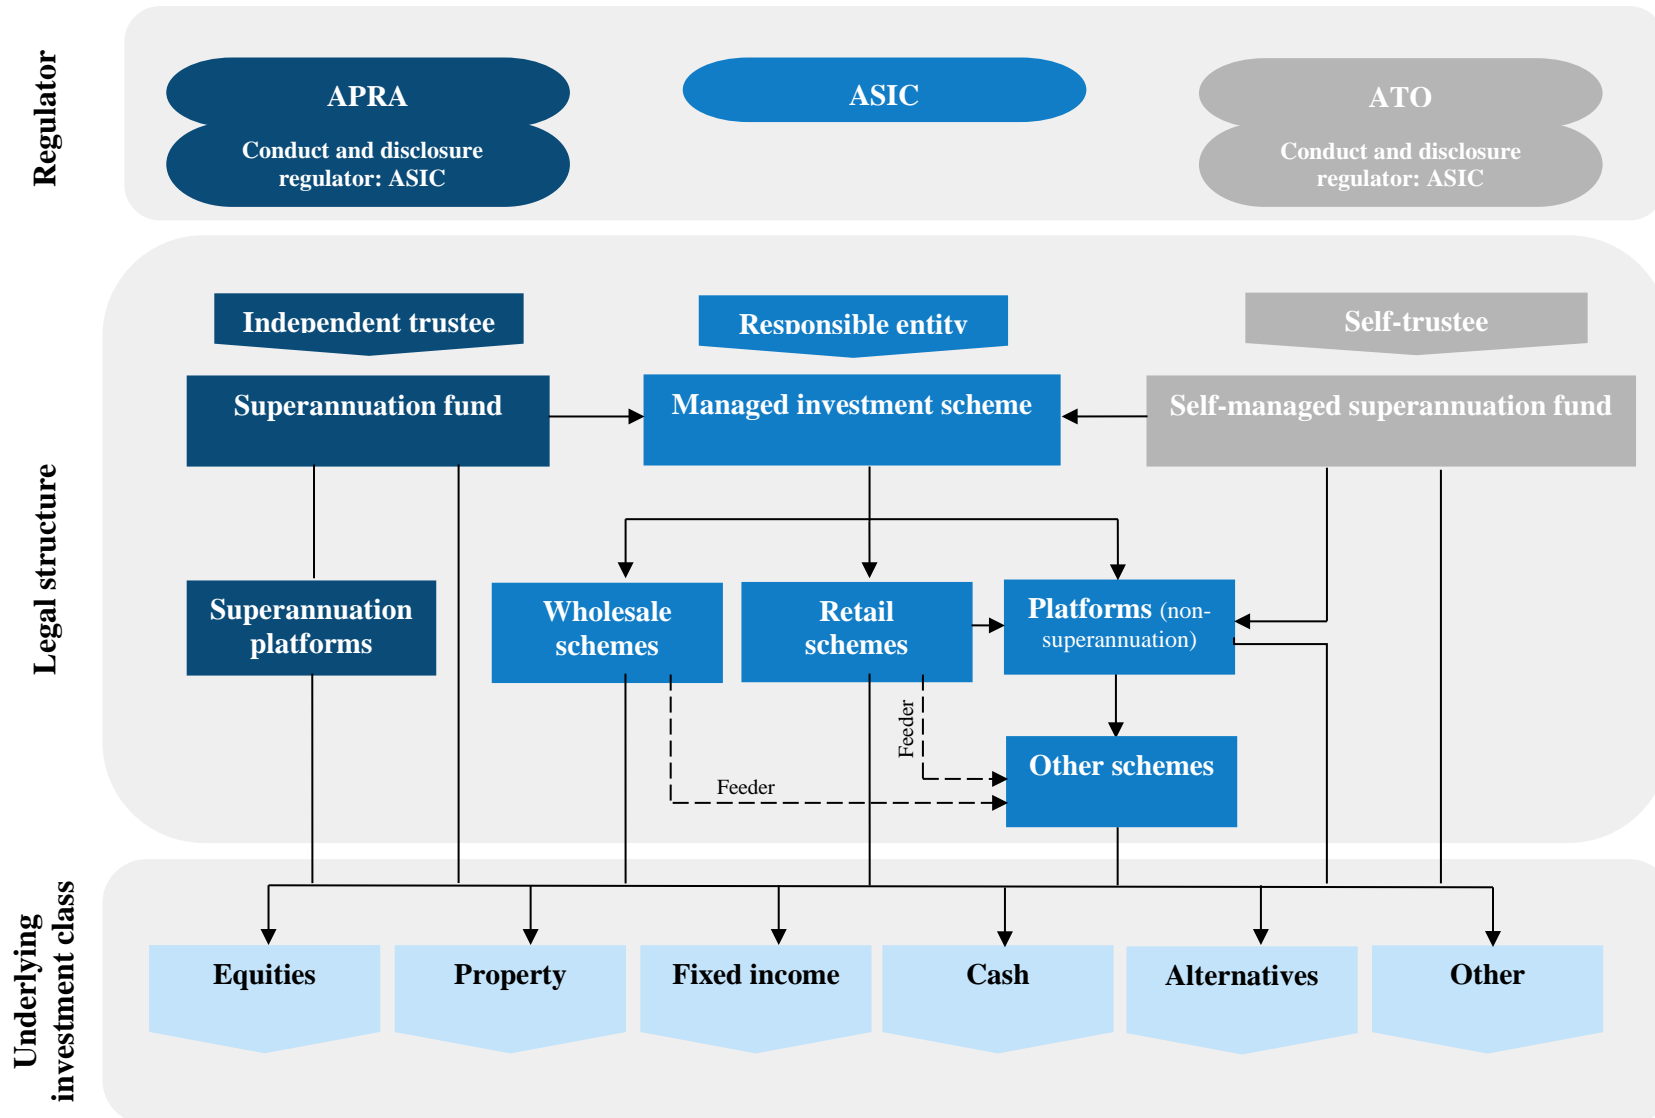 Regulator
APRA
Conduct and disclosure
regulator: ASIC
ASIC
ATO
Conduct and disclosure
regulator: ASIC
Legal structure
Independent trustee
Responsible entity
Self-trustee
Superannuation fund
Managed investment scheme
Self-managed superannuation fund
Superannuation
platforms
Wholesale
schemes
Retail
schemes
Platforms (non-
superannuation)
Feeder
Feeder
Other schemes
Underlying
investment class
Equities
Property
Fixed income
Cash
Alternatives
Other